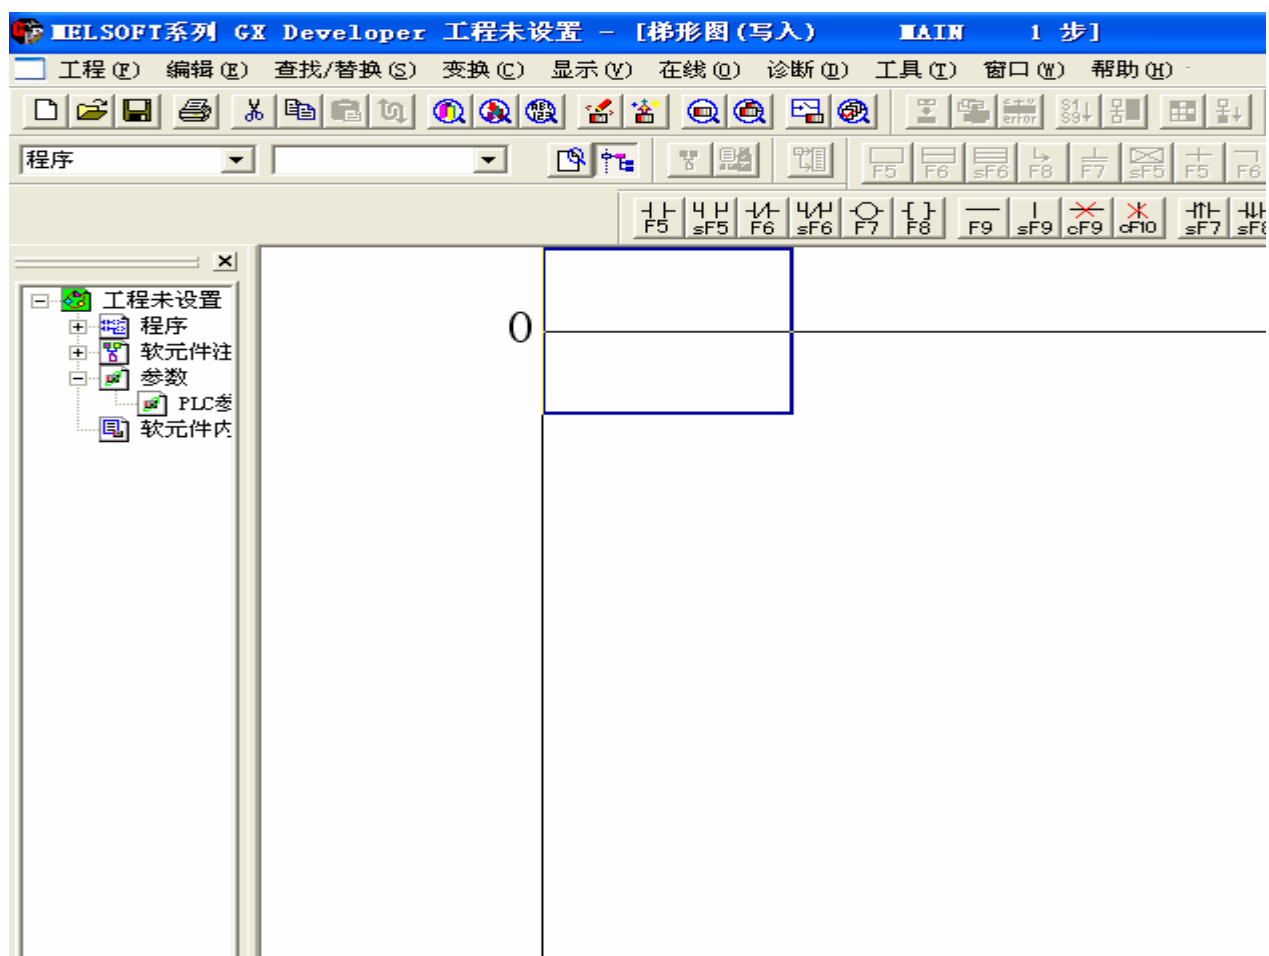 MELSOFT系列 GX Developer 工程未设置 - [梯形图(写入) MAIN 1 步]
工程(F) 编辑(E) 查找/替换(S) 变换(C) 显示(V) 在线(O) 诊断(D) 工具(T) 窗口(W) 帮助(H)
error S1 S9
程序
F5 F6 sF6 F8 F7 sF5 F5 F6
F5 sF5 F6 sF6 F7 F8 F9 sF9 cF9 cF10 sF7 sF8
工程未设置
程序
软元件注
参数
PLC参
软元件内
0